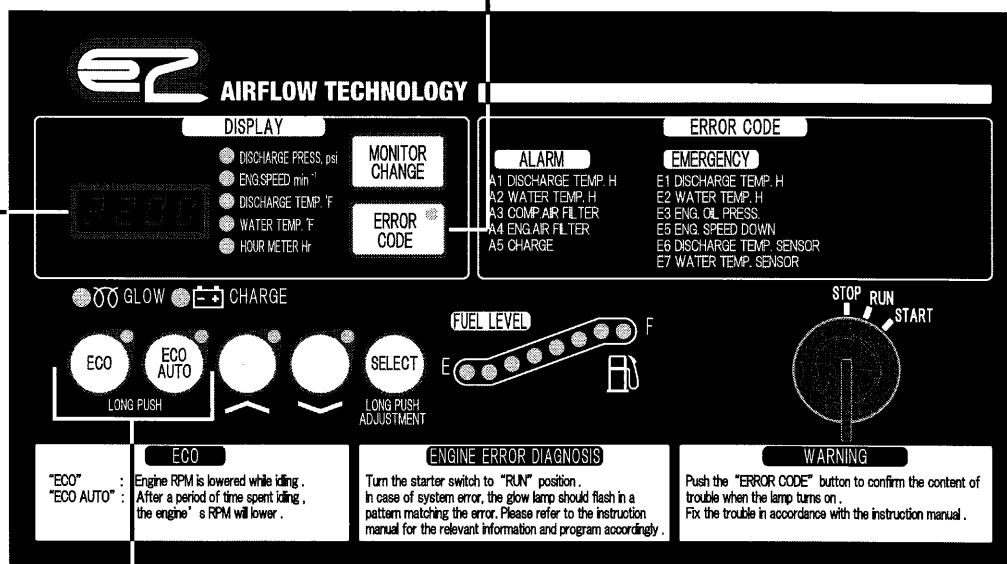 AIRFLOW TECHNOLOGY
DISPLAY
DISCHARGE PRESS, psi
ENG.SPEED min⁻¹
DISCHARGE TEMP. °F
WATER TEMP. °F
HOUR METER Hr
MONITOR
CHANGE
ERROR
CODE
ERROR CODE
ALARM
A1 DISCHARGE TEMP. H
A2 WATER TEMP. H
A3 COMP.AIR FILTER
A4 ENG.AIR FILTER
A5 CHARGE
EMERGENCY
E1 DISCHARGE TEMP. H
E2 WATER TEMP. H
E3 ENG. OIL PRESS.
E5 ENG. SPEED DOWN
E6 DISCHARGE TEMP. SENSOR
E7 WATER TEMP. SENSOR
GLOW
CHARGE
ECO
ECO
AUTO
LONG PUSH
SELECT
LONG PUSH
ADJUSTMENT
FUEL LEVEL
E
F
STOP
RUN
START
ECO
"ECO" : Engine RPM is lowered while idling .
"ECO AUTO" : After a period of time spent idling ,
the engine's RPM will lower .
ENGINE ERROR DIAGNOSIS
Turn the starter switch to "RUN" position .
In case of system error, the glow lamp should flash in a
pattern matching the error. Please refer to the instruction
manual for the relevant information and program accordingly .
WARNING
Push the "ERROR CODE" button to confirm the content of
trouble when the lamp turns on .
Fix the trouble in accordance with the instruction manual .